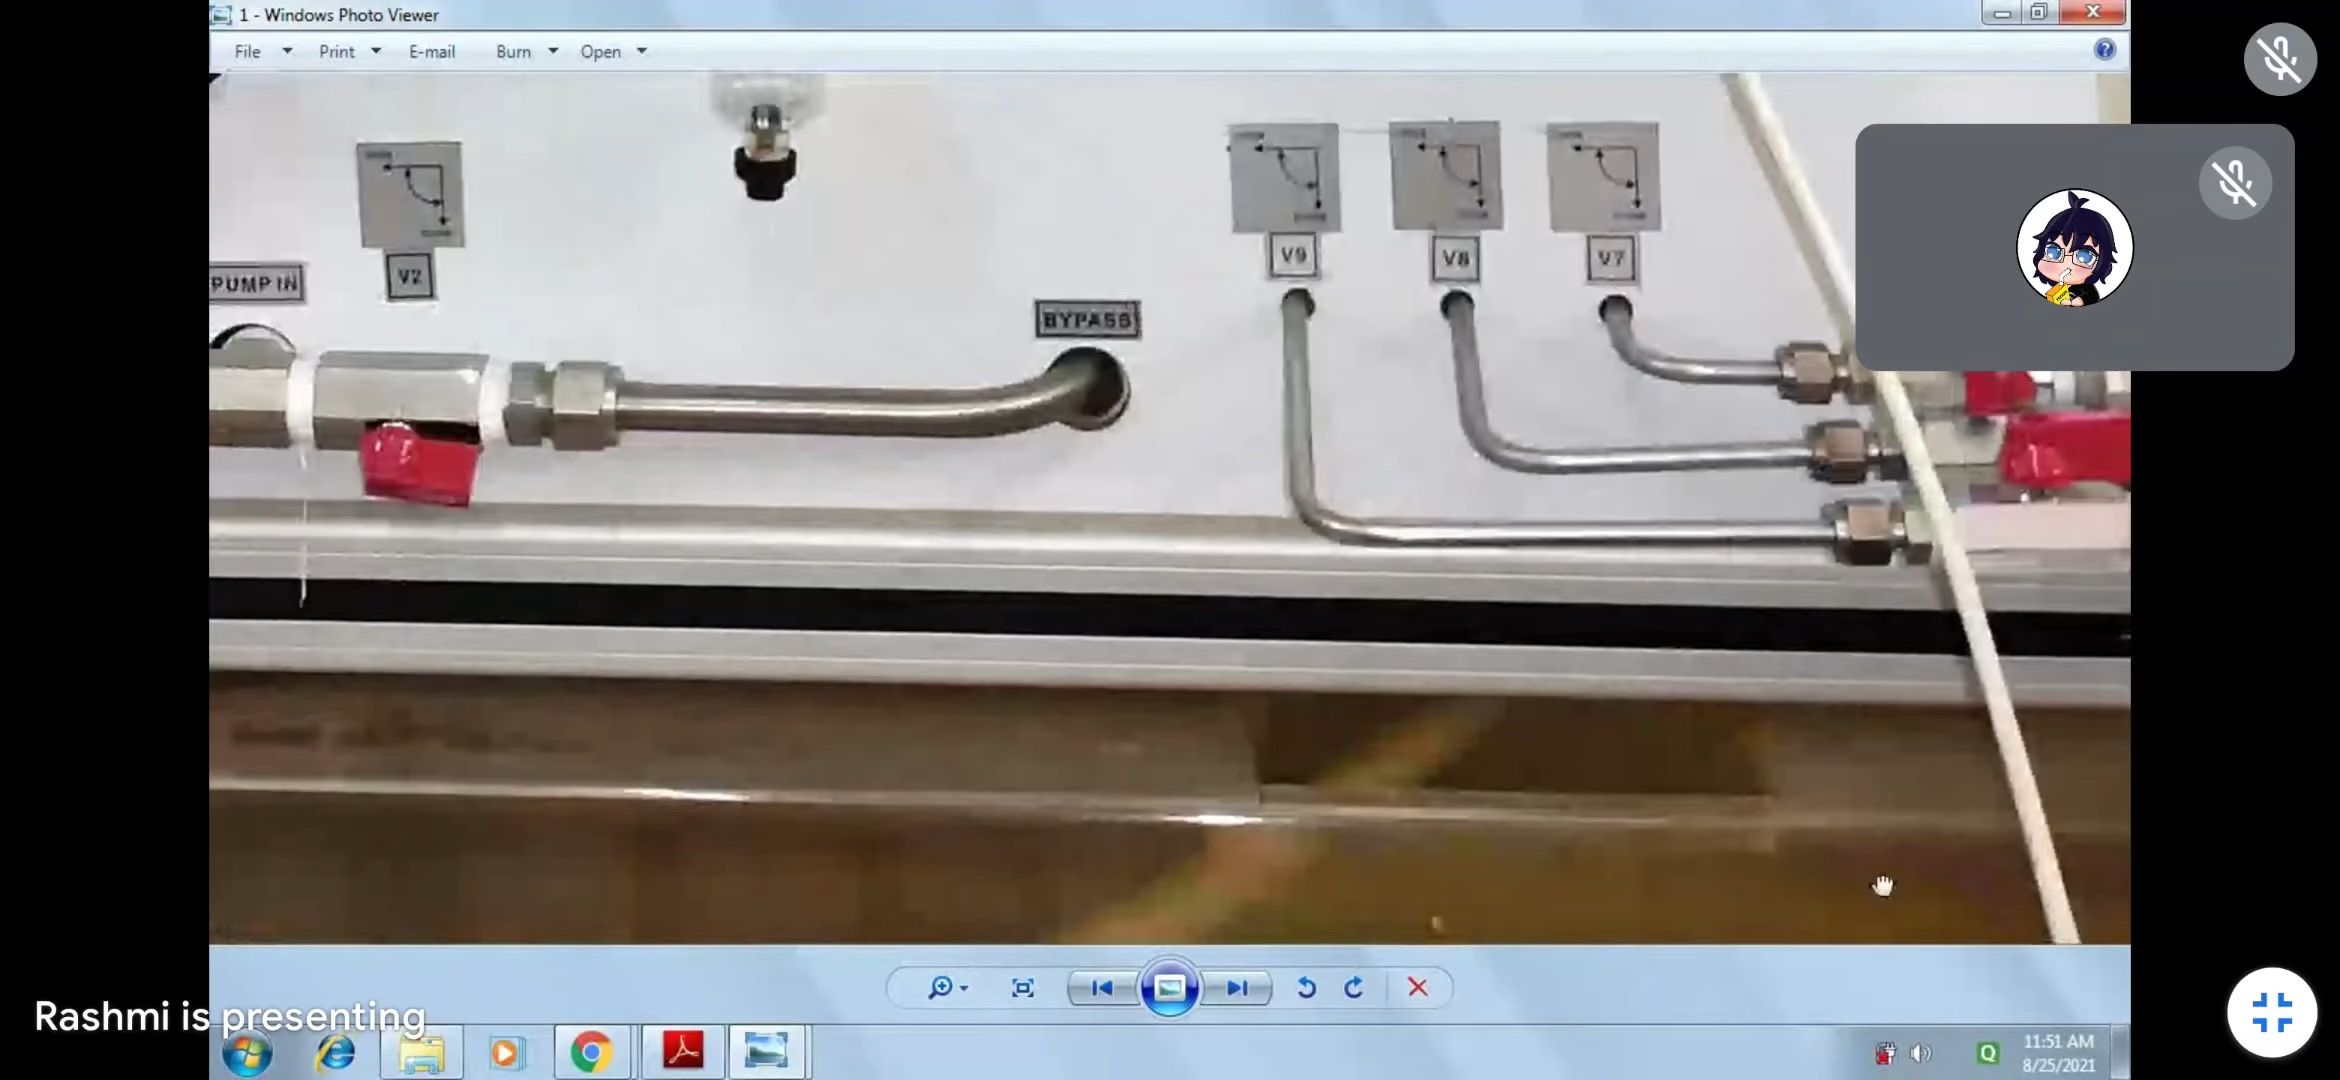 1 - Windows Photo Viewer
File Print E-mail Burn Open
V2
PUMP IN
BYPASS
V9
V8
V7
Rashmi is presenting
11:51 AM
8/25/2021